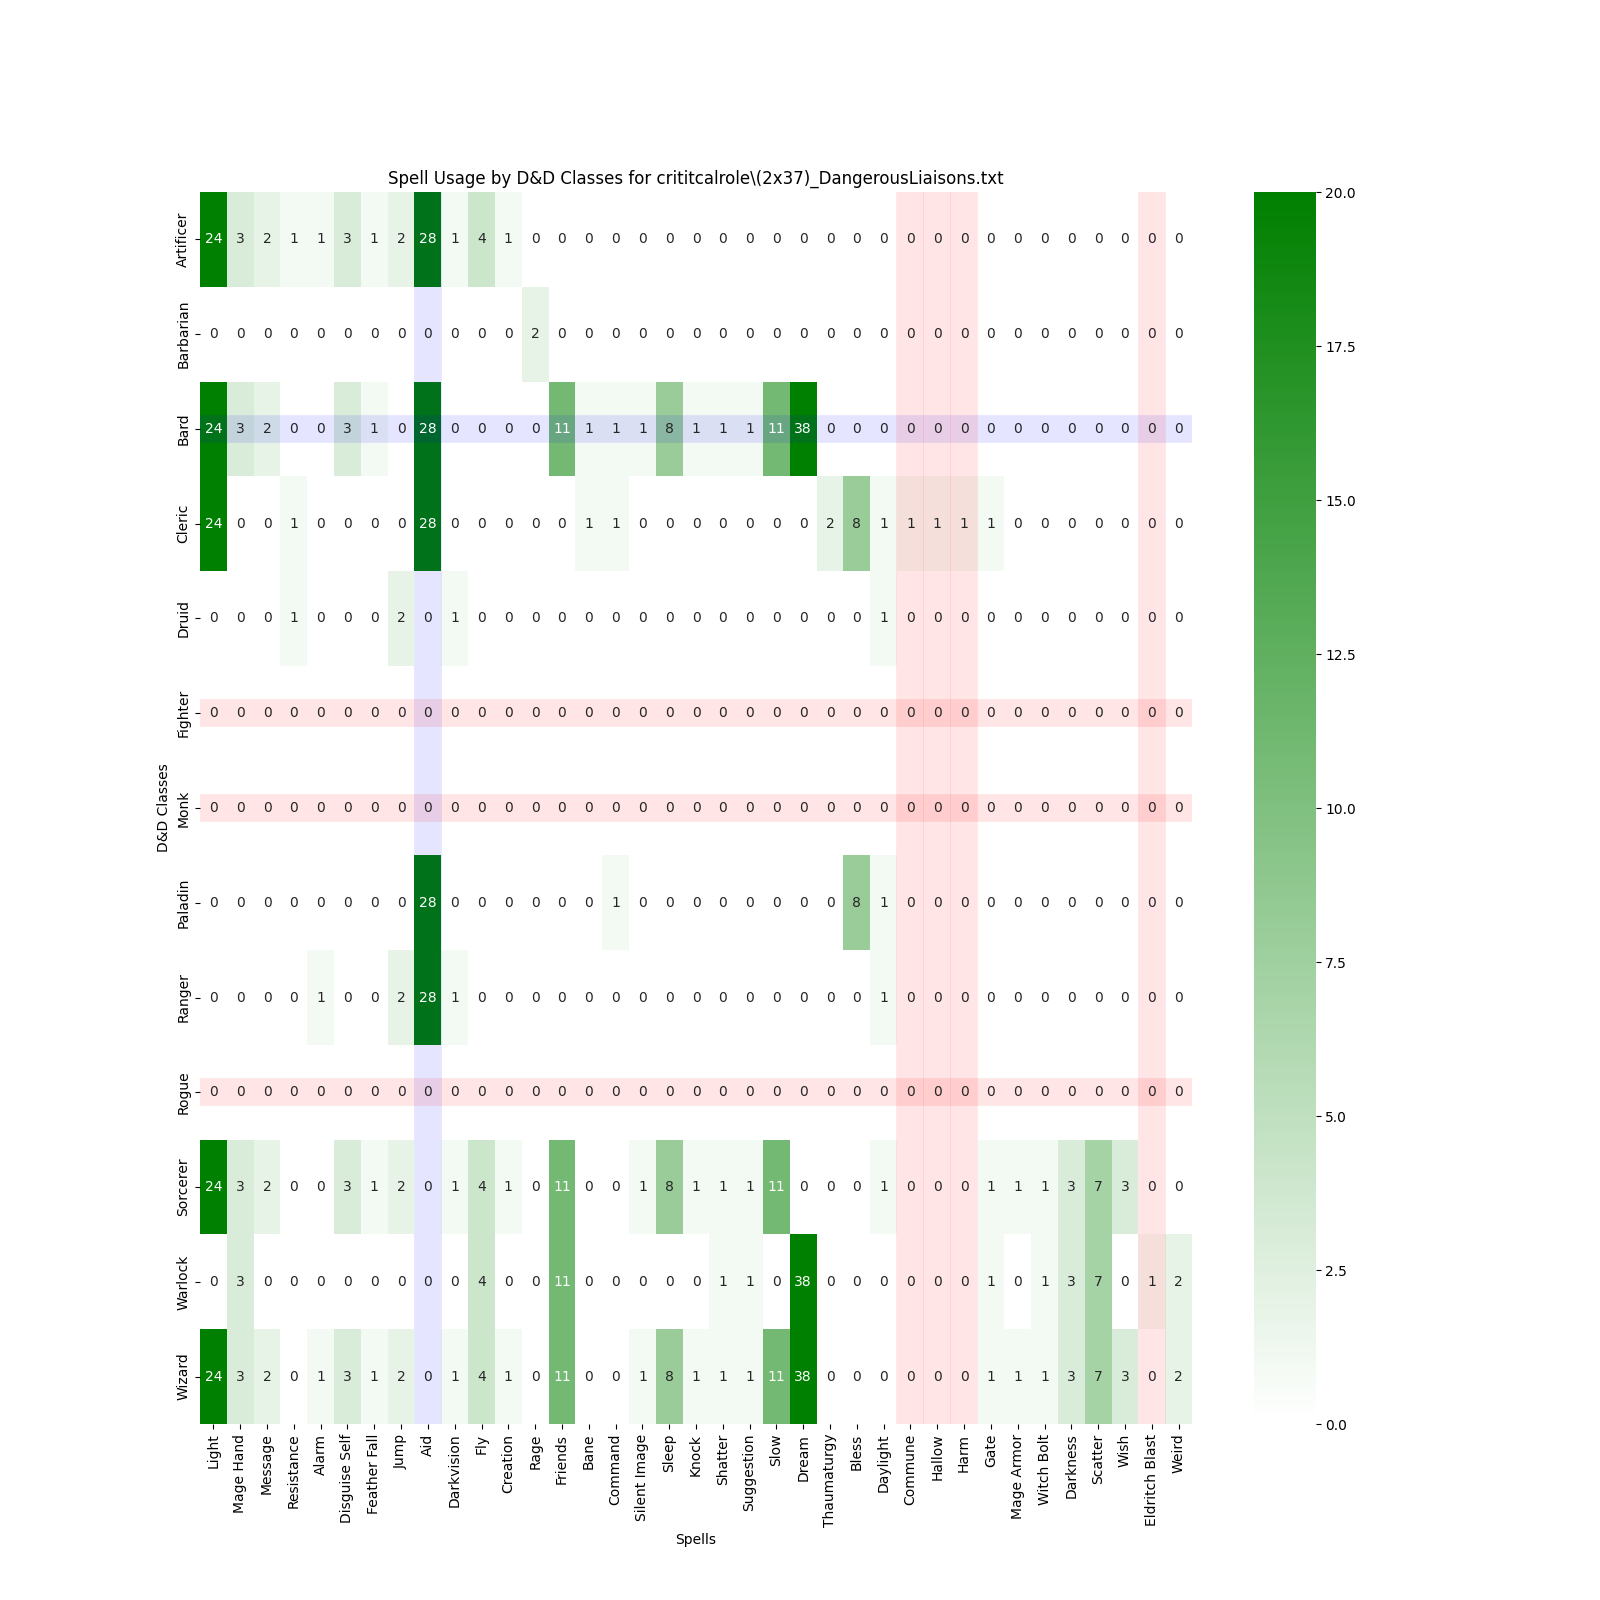 Spell Usage by D&D Classes for crititcalrole\(2x37)_DangerousLiaisons.txt
D&D Classes
Artificer 24 3 2 1 1 3 1 2 28 1 4 1 0 0 0 0 0 0 0 0 0 0 0 0 0 0 0 0 0 0 0 0 0 0 0 0 0
Barbarian 0 0 0 0 0 0 0 0 0 0 0 0 2 0 0 0 0 0 0 0 0 0 0 0 0 0 0 0 0 0 0 0 0 0 0 0 0
Bard 24 3 2 0 0 3 1 0 28 0 0 0 0 11 1 1 1 8 1 1 1 11 38 0 0 0 0 0 0 0 0 0 0 0 0 0 0
Cleric 24 0 0 1 0 0 0 0 28 0 0 0 0 0 1 1 0 0 0 0 0 0 0 2 8 1 1 1 1 1 0 0 0 0 0 0 0
Druid 0 0 0 1 0 0 0 2 0 1 0 0 0 0 0 0 0 0 0 0 0 0 0 0 0 1 0 0 0 0 0 0 0 0 0 0 0
Fighter 0 0 0 0 0 0 0 0 0 0 0 0 0 0 0 0 0 0 0 0 0 0 0 0 0 0 0 0 0 0 0 0 0 0 0 0 0
Monk 0 0 0 0 0 0 0 0 0 0 0 0 0 0 0 0 0 0 0 0 0 0 0 0 0 0 0 0 0 0 0 0 0 0 0 0 0
Paladin 0 0 0 0 0 0 0 0 28 0 0 0 0 0 0 1 0 0 0 0 0 0 0 0 8 1 0 0 0 0 0 0 0 0 0 0 0
Ranger 0 0 0 0 1 0 0 2 28 1 0 0 0 0 0 0 0 0 0 0 0 0 0 0 0 1 0 0 0 0 0 0 0 0 0 0 0
Rogue 0 0 0 0 0 0 0 0 0 0 0 0 0 0 0 0 0 0 0 0 0 0 0 0 0 0 0 0 0 0 0 0 0 0 0 0 0
Sorcerer 24 3 2 0 0 3 1 2 0 1 4 1 0 11 0 0 1 8 1 1 1 11 0 0 0 1 0 0 0 1 1 1 3 7 3 0 0
Warlock 0 3 0 0 0 0 0 0 0 0 4 0 0 11 0 0 0 0 0 1 1 0 38 0 0 0 0 0 0 1 0 1 3 7 0 1 2
Wizard 24 3 2 0 1 3 1 2 0 1 4 1 0 11 0 0 1 8 1 1 1 11 38 0 0 0 0 0 0 1 1 1 3 7 3 0 2
Light
Mage Hand
Message
Resistance
Alarm
Disguise Self
Feather Fall
Jump
Aid
Darkvision
Fly
Creation
Rage
Friends
Bane
Command
Silent Image
Sleep
Knock
Shatter
Suggestion
Slow
Dream
Thaumaturgy
Bless
Daylight
Commune
Hallow
Harm
Gate
Mage Armor
Witch Bolt
Darkness
Scatter
Wish
Eldritch Blast
Weird
Spells
20.0
17.5
15.0
12.5
10.0
7.5
5.0
2.5
0.0